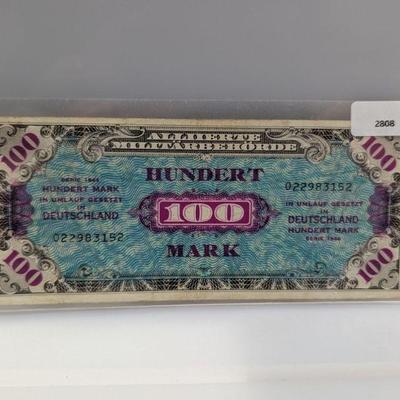 2808
ALLIIERTE
MILITÄRBEHÖRDE
100
100
SERIE 1944
HUNDERT MARK
IN UMLAUF GESETZT
IN
DEUTSCHLAND
022983152
HUNDERT
100
MARK
022983152
IN UMLAUF GESETZT
IN
DEUTSCHLAND
HUNDERT MARK
SERIE 1944
100
100